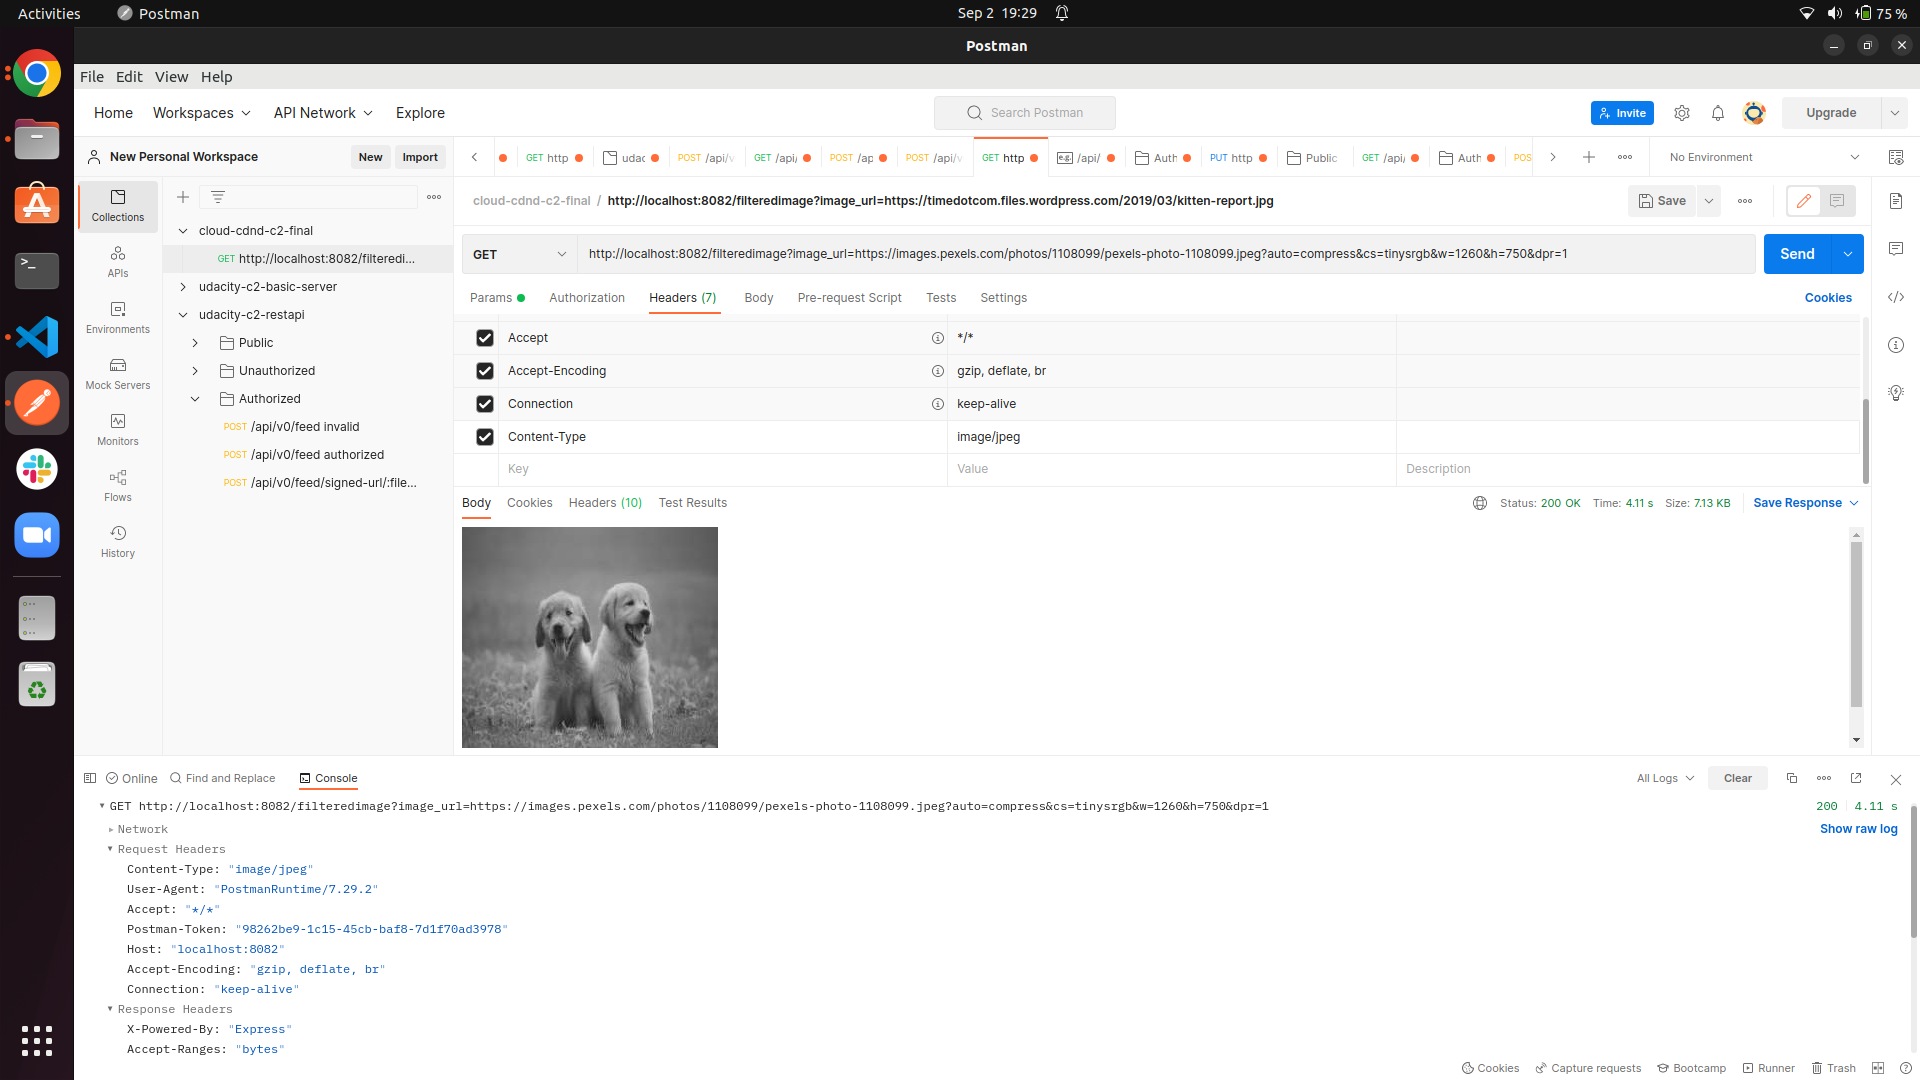 Activities
Postman
Sep 2 19:29
75 %
Postman
File Edit View Help
Home Workspaces API Network Explore
Search Postman
Invite
Upgrade
New Personal Workspace
New Import
GET http
udac
POST /api/v
GET /api/
POST /ap
POST /api/v
GET http
e.g. /api/
Auth
PUT http
Public
GET /api/
Auth
POS
No Environment
Collections
APIs
Environments
Mock Servers
Monitors
Flows
History
cloud-cdnd-c2-final
GET http://localhost:8082/filteredi...
udacity-c2-basic-server
udacity-c2-restapi
Public
Unauthorized
Authorized
POST /api/v0/feed invalid
POST /api/v0/feed authorized
POST /api/v0/feed/signed-url/:file...
cloud-cdnd-c2-final / http://localhost:8082/filteredimage?image_url=https://timedotcom.files.wordpress.com/2019/03/kitten-report.jpg
Save
GET http://localhost:8082/filteredimage?image_url=https://images.pexels.com/photos/1108099/pexels-photo-1108099.jpeg?auto=compress&cs=tinysrgb&w=1260&h=750&dpr=1
Send
Params Authorization Headers (7) Body Pre-request Script Tests Settings
Cookies
Accept */*
Accept-Encoding gzip, deflate, br
Connection keep-alive
Content-Type image/jpeg
Key Value Description
Body Cookies Headers (10) Test Results
Status: 200 OK Time: 4.11 s Size: 7.13 KB
Save Response
Online Find and Replace Console
All Logs Clear
GET http://localhost:8082/filteredimage?image_url=https://images.pexels.com/photos/1108099/pexels-photo-1108099.jpeg?auto=compress&cs=tinysrgb&w=1260&h=750&dpr=1
200 4.11 s
Network
Show raw log
Request Headers
Content-Type: "image/jpeg"
User-Agent: "PostmanRuntime/7.29.2"
Accept: "*/*"
Postman-Token: "98262be9-1c15-45cb-baf8-7d1f70ad3978"
Host: "localhost:8082"
Accept-Encoding: "gzip, deflate, br"
Connection: "keep-alive"
Response Headers
X-Powered-By: "Express"
Accept-Ranges: "bytes"
Cookies Capture requests Bootcamp Runner Trash